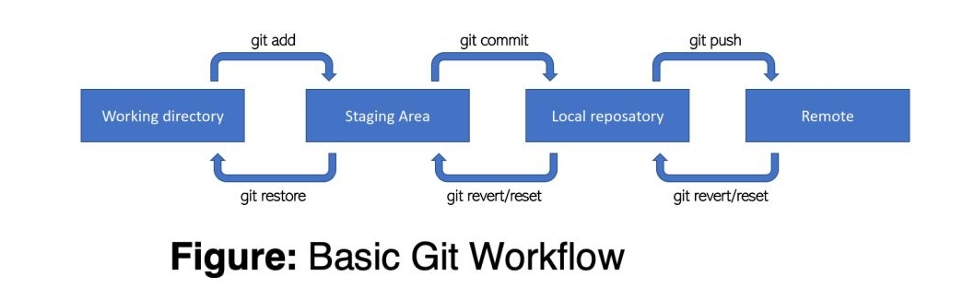 git add
git commit
git push
Working directory
Staging Area
Local reposatory
Remote
git restore
git revert/reset
git revert/reset
Figure: Basic Git Workflow